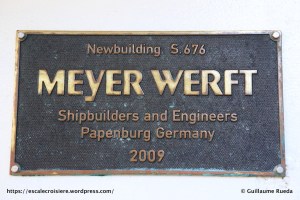 Newbuilding S.676
MEYER WERFT
Shipbuilders and Engineers
Papenburg Germany
2009
https://escalecroisiere.wordpress.com/ © Guillaume Rueda